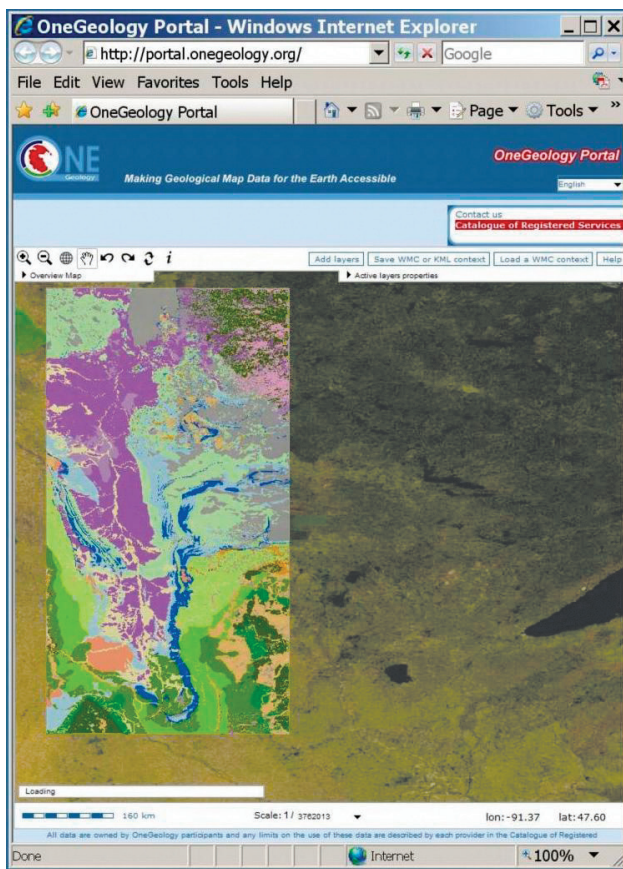 OneGeology Portal - Windows Internet Explorer
http://portal.onegeology.org/
Google
File Edit View Favorites Tools Help
OneGeology Portal
Page Tools »
ONE
Geology
Making Geological Map Data for the Earth Accessible
OneGeology Portal
English
Contact us
Catalogue of Registered Services
i
Add layers Save WMC or KML context Load a WMC context Help
Overview Map
Active layers properties
Loading
160 km
Scale: 1 / 3782013
lon:-91.37 lat:47.60
All data are owned by OneGeology participants and any limits on the use of these data are described by each provider in the Catalogue of Registered
Done
Internet
100%